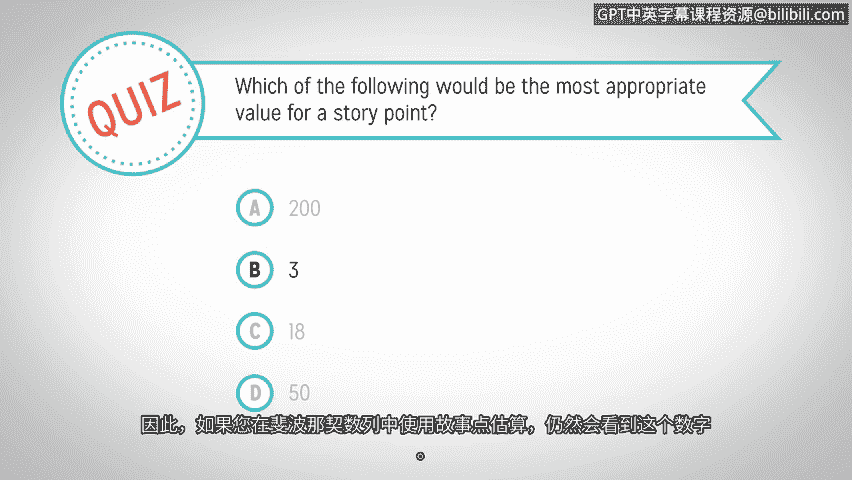 GPT中英字幕课程资源@bilibili.com
QUIZ
Which of the following would be the most appropriate
value for a story point?
A 200
B 3
C 18
D 50
因此，如果您在斐波那契数列中使用故事点估算，仍然会看到这个数字
。